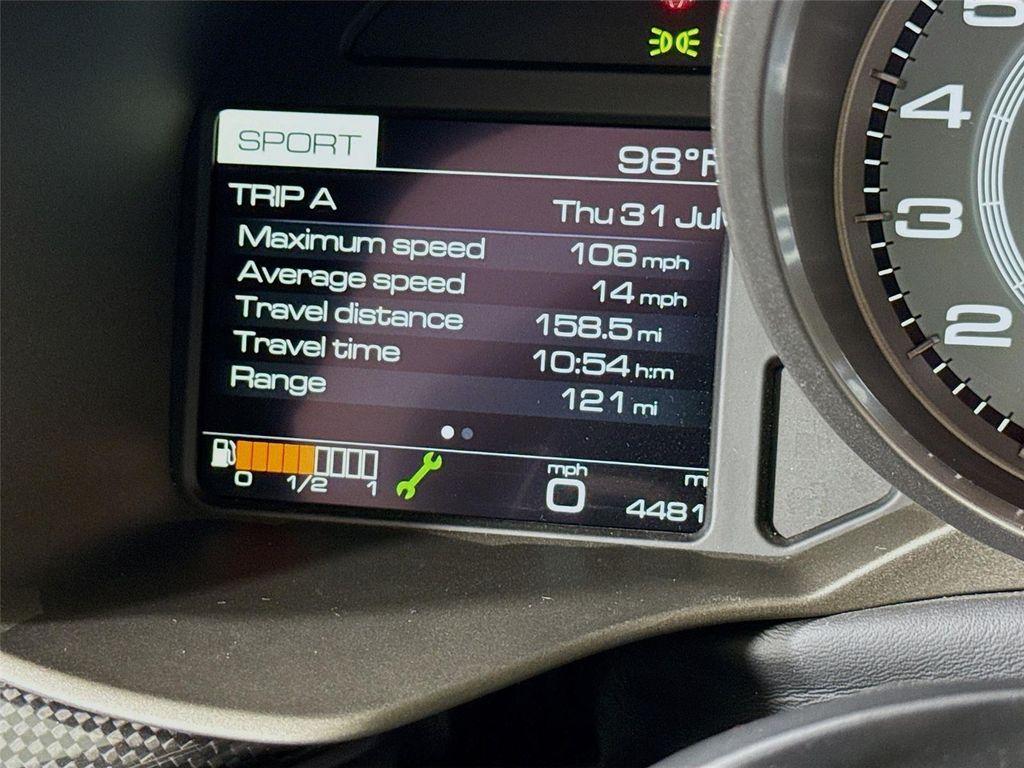 SPORT
98°F
TRIP A
Thu 31 Jul
Maximum speed 106 mph
Average speed 14 mph
Travel distance 158.5 mi
Travel time 10:54 h:m
Range 121 mi
0 1/2 1
mph
0
mi
4481
5
4
3
2